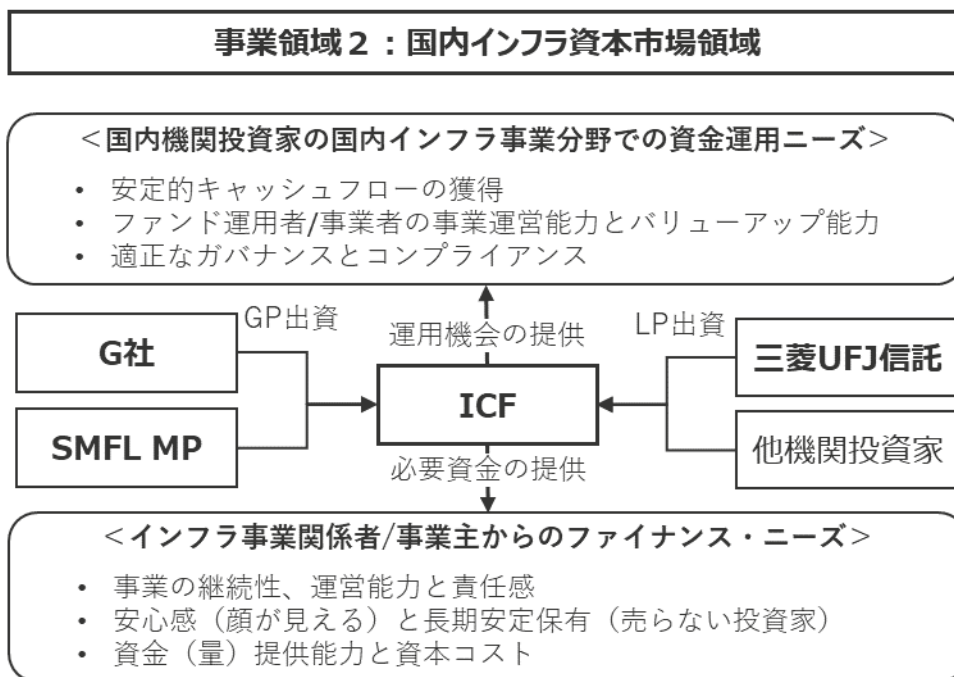 事業領域2：国内インフラ資本市場領域
＜国内機関投資家の国内インフラ事業分野での資金運用ニーズ＞
• 安定的キャッシュフローの獲得
• ファンド運用者/事業者の事業運営能力とバリューアップ能力
• 適正なガバナンスとコンプライアンス
GP出資
運用機会の提供
LP出資
G社
三菱UFJ信託
ICF
SMFL MP
必要資金の提供
他機関投資家
＜インフラ事業関係者/事業主からのファイナンス・ニーズ＞
• 事業の継続性、運営能力と責任感
• 安心感（顔が見える）と長期安定保有（売らない投資家）
• 資金（量）提供能力と資本コスト